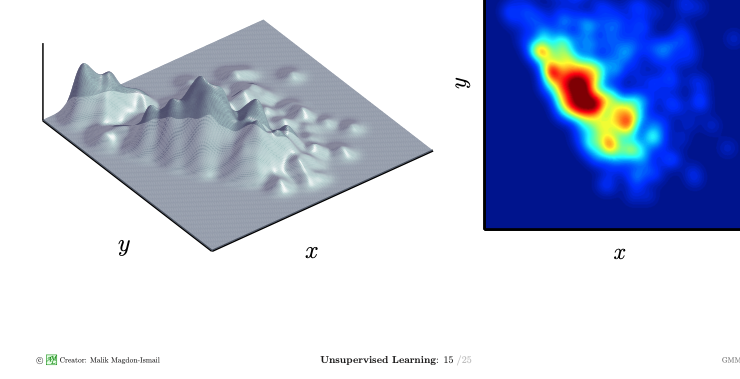 y
y
x
x
© Creator: Malik Magdon-Ismail
Unsupervised Learning: 15 /25
GMM